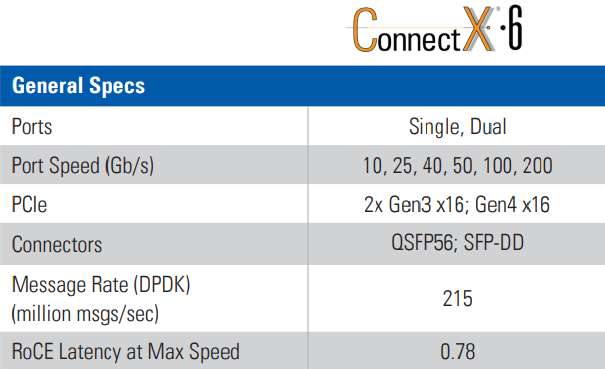 ConnectX®·6
General Specs
Ports Single, Dual
Port Speed (Gb/s) 10, 25, 40, 50, 100, 200
PCIe 2x Gen3 x16; Gen4 x16
Connectors QSFP56; SFP-DD
Message Rate (DPDK)
(million msgs/sec) 215
RoCE Latency at Max Speed 0.78